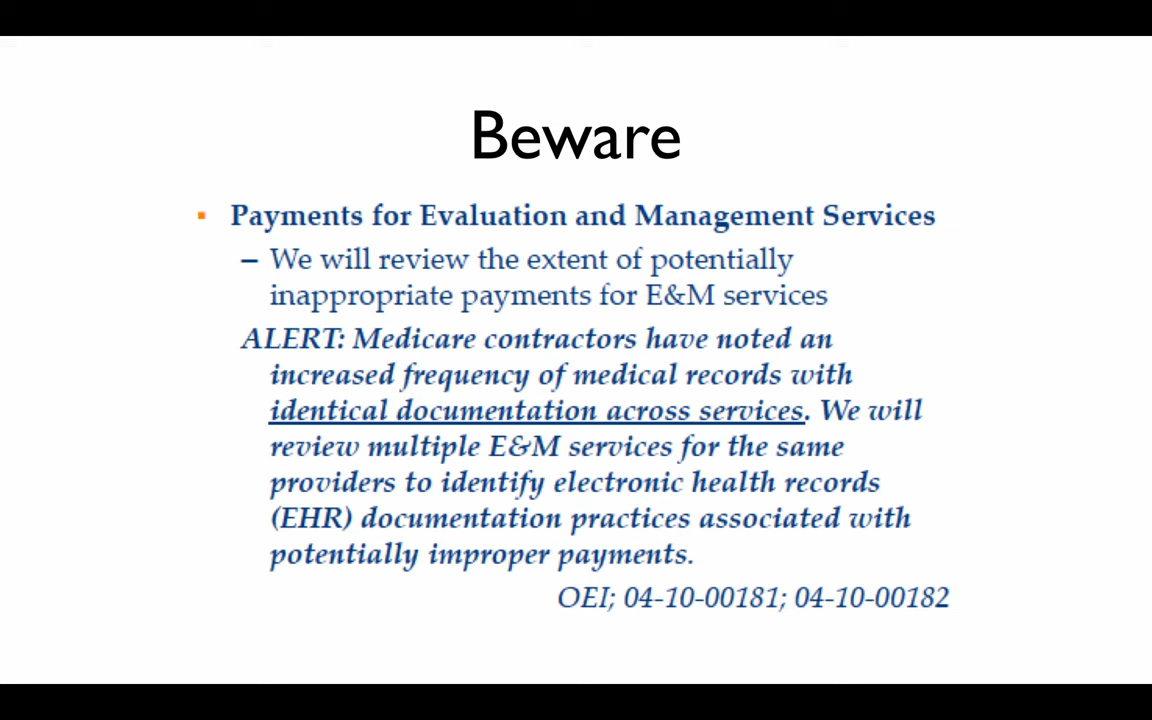 Beware
▪ Payments for Evaluation and Management Services
– We will review the extent of potentially
inappropriate payments for E&M services
ALERT: Medicare contractors have noted an
increased frequency of medical records with
identical documentation across services. We will
review multiple E&M services for the same
providers to identify electronic health records
(EHR) documentation practices associated with
potentially improper payments.
OEI; 04-10-00181; 04-10-00182